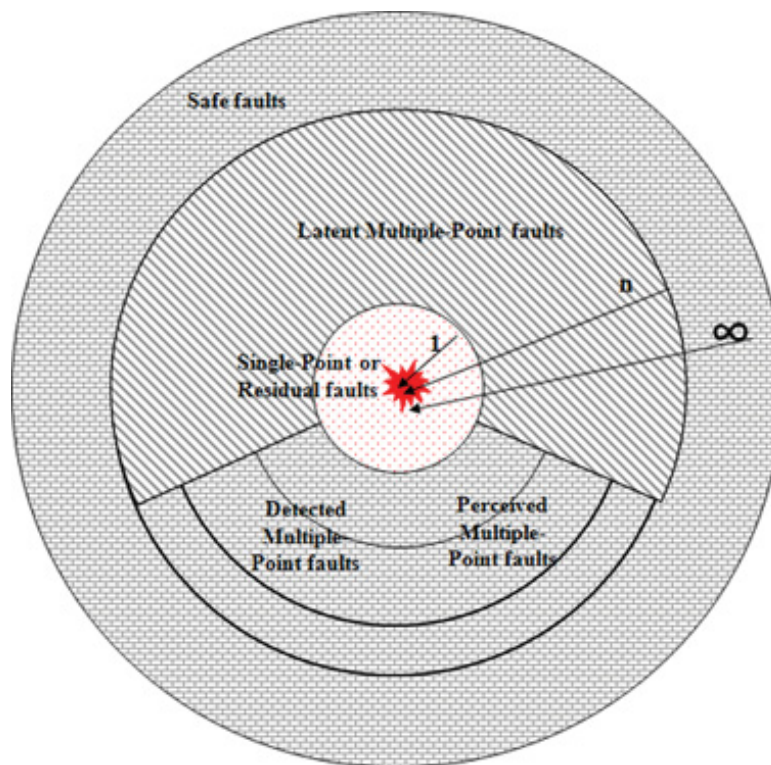 Safe faults
Latent Multiple-Point faults
n
∞
1
Single-Point or
Residual faults
Detected
Multiple-
Point faults
Perceived
Multiple-
Point faults